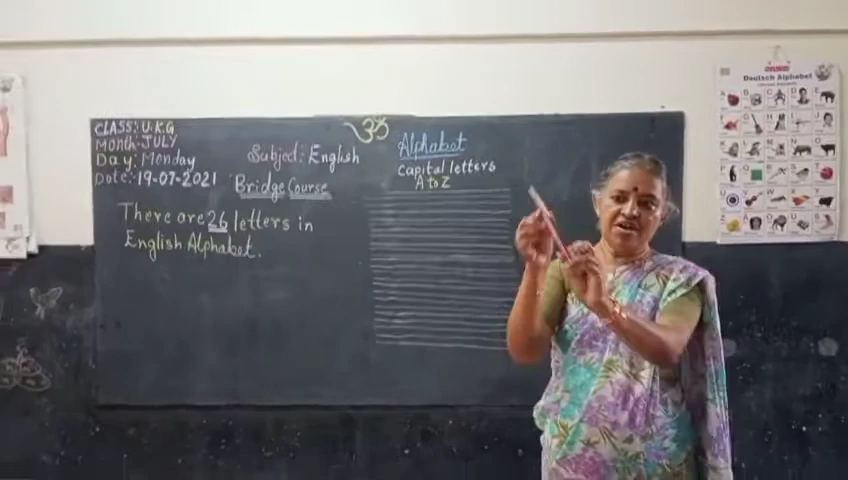 CLASS: U.K.G
MONTH:-JULY
Day: Monday
Date:-19-07-2021
Subject: English
Bridge Course
There are 26 letters in
English Alphabet.
ॐ
Alphabet
Capital letters
A to Z
Deutsch Alphabet